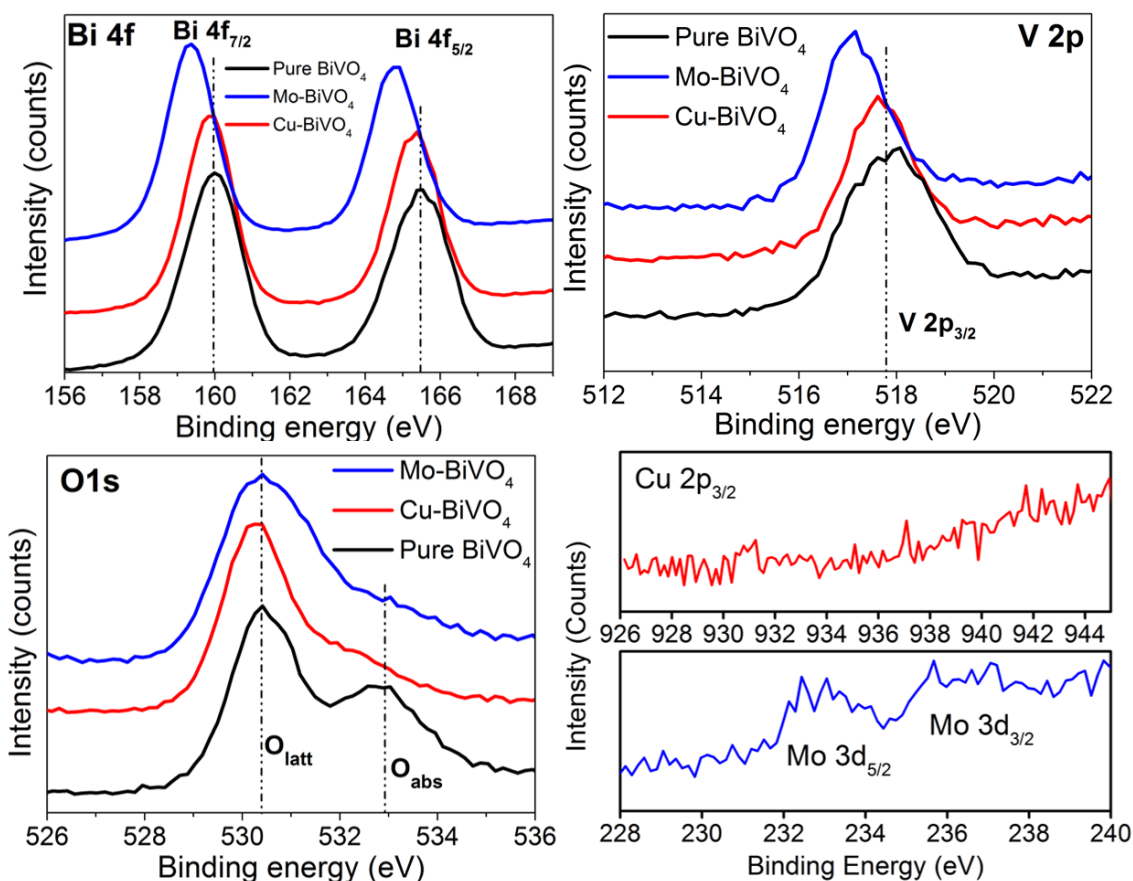 Bi 4f
Bi 4f7/2
Bi 4f5/2
Pure BiVO4
Mo-BiVO4
Cu-BiVO4
Intensity (counts)
156 158 160 162 164 166 168
Binding energy (eV)
V 2p
Pure BiVO4
Mo-BiVO4
Cu-BiVO4
V 2p3/2
Intensity (counts)
512 514 516 518 520 522
Binding energy (eV)
O1s
Mo-BiVO4
Cu-BiVO4
Pure BiVO4
Olatt
Oabs
Intensity (counts)
526 528 530 532 534 536
Binding energy (eV)
Cu 2p3/2
926 928 930 932 934 936 938 940 942 944
Intensity (Counts)
Mo 3d5/2
Mo 3d3/2
228 230 232 234 236 238 240
Binding Energy (eV)